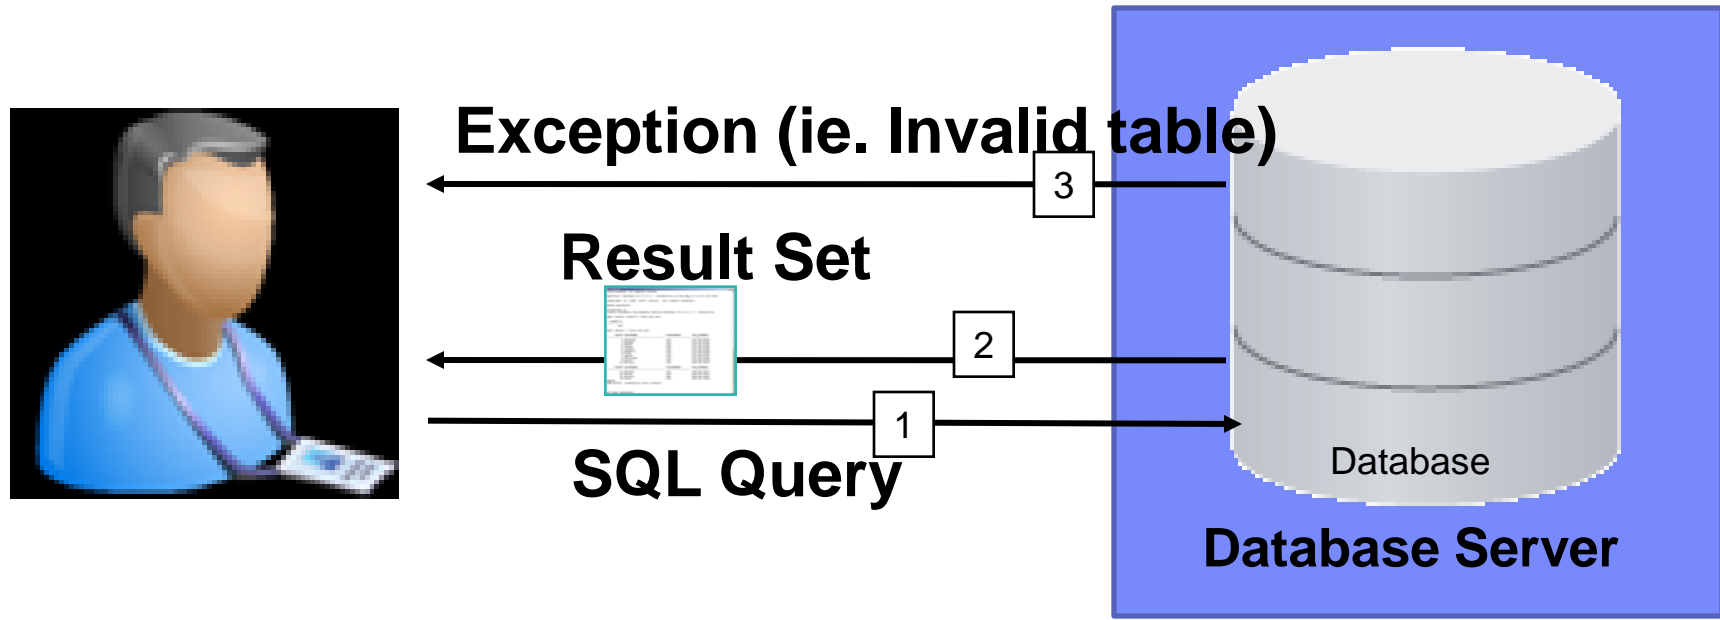 Exception (ie. Invalid table)
3
Result Set
2
1
SQL Query
Database
Database Server